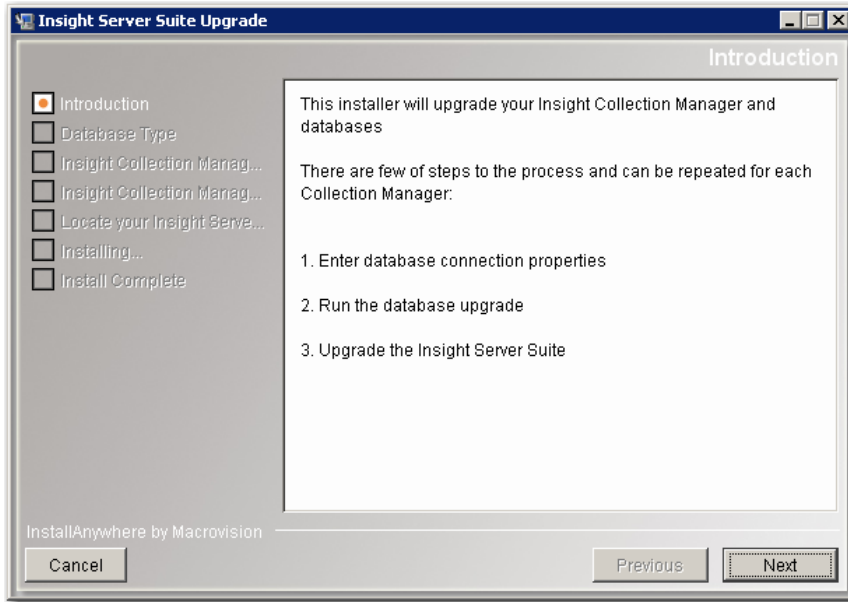 Insight Server Suite Upgrade
Introduction
Introduction
Database Type
Insight Collection Manag...
Insight Collection Manag...
Locate your Insight Serve...
Installing...
Install Complete
This installer will upgrade your Insight Collection Manager and
databases
There are few of steps to the process and can be repeated for each
Collection Manager:
1. Enter database connection properties
2. Run the database upgrade
3. Upgrade the Insight Server Suite
InstallAnywhere by Macrovision
Cancel
Previous
Next